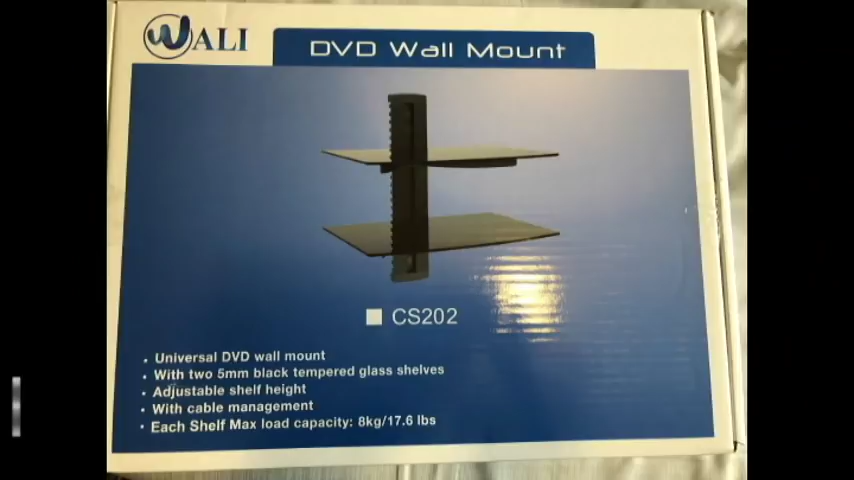 WALI
DVD Wall Mount
CS202
• Universal DVD wall mount
• With two 5mm black tempered glass shelves
• Adjustable shelf height
• With cable management
• Each Shelf Max load capacity: 8kg/17.6 lbs